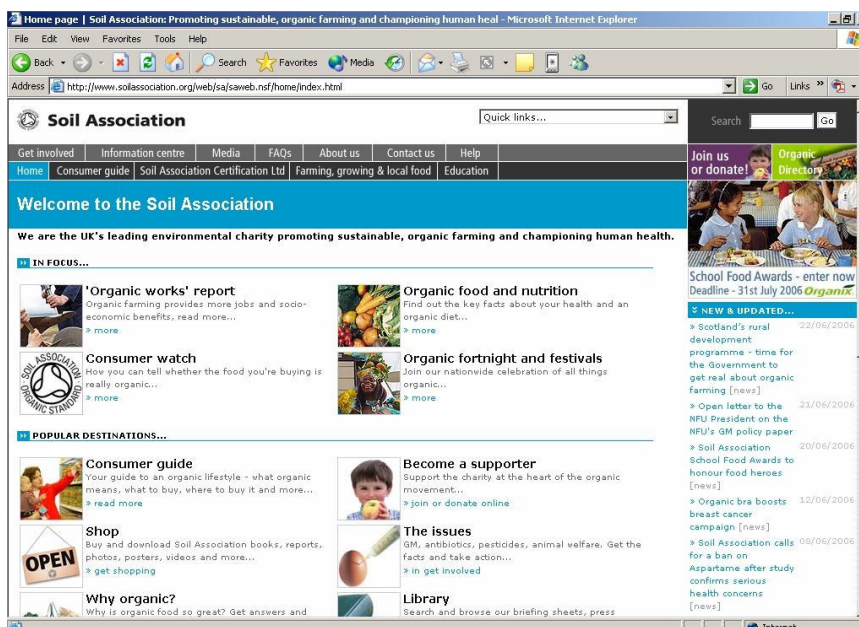 Home page | Soil Association: Promoting sustainable, organic farming and championing human heal - Microsoft Internet Explorer
File Edit View Favorites Tools Help
Back Search Favorites Media
Address http://www.soilassociation.org/web/sa/saweb.nsf/home/index.html Go Links »
Soil Association
Quick links...
Search Go
Get involved Information centre Media FAQs About us Contact us Help
Home Consumer guide Soil Association Certification Ltd Farming, growing & local food Education
Join us
or donate!
Organic
Directory
Welcome to the Soil Association
We are the UK's leading environmental charity promoting sustainable, organic farming and championing human health.
» IN FOCUS...
'Organic works' report
Organic farming provides more jobs and socio-
economic benefits, read more...
» more
Organic food and nutrition
Find out the key facts about your health and an
organic diet...
» more
SOIL ASSOCIATION
ORGANIC STANDARD
Consumer watch
How you can tell whether the food you're buying is
really organic...
» more
Organic fortnight and festivals
Join our nationwide celebration of all things
organic...
» more
» POPULAR DESTINATIONS...
Consumer guide
Your guide to an organic lifestyle - what organic
means, what to buy, where to buy it and more...
» read more
Become a supporter
Support the charity at the heart of the organic
movement...
» join or donate online
OPEN
Shop
Buy and download Soil Association books, reports,
photos, posters, videos and more...
» get shopping
The issues
GM, antibiotics, pesticides, animal welfare. Get the
facts and take action...
» in get involved
Why organic?
Why is organic food so great? Get answers and
Library
Search and browse our briefing sheets, press
School Food Awards - enter now
Deadline - 31st July 2006 Organix
NEW & UPDATED...
» Scotland's rural 22/06/2006
development
programme - time for
the Government to
get real about organic
farming [news]
» Open letter to the 21/06/2006
NFU President on the
NFU's GM policy paper
» Soil Association 20/06/2006
School Food Awards to
honour food heroes
[news]
» Organic bra boosts 12/06/2006
breast cancer
campaign [news]
» Soil Association calls 08/06/2006
for a ban on
Aspartame after study
confirms serious
health concerns
[news]
Internet